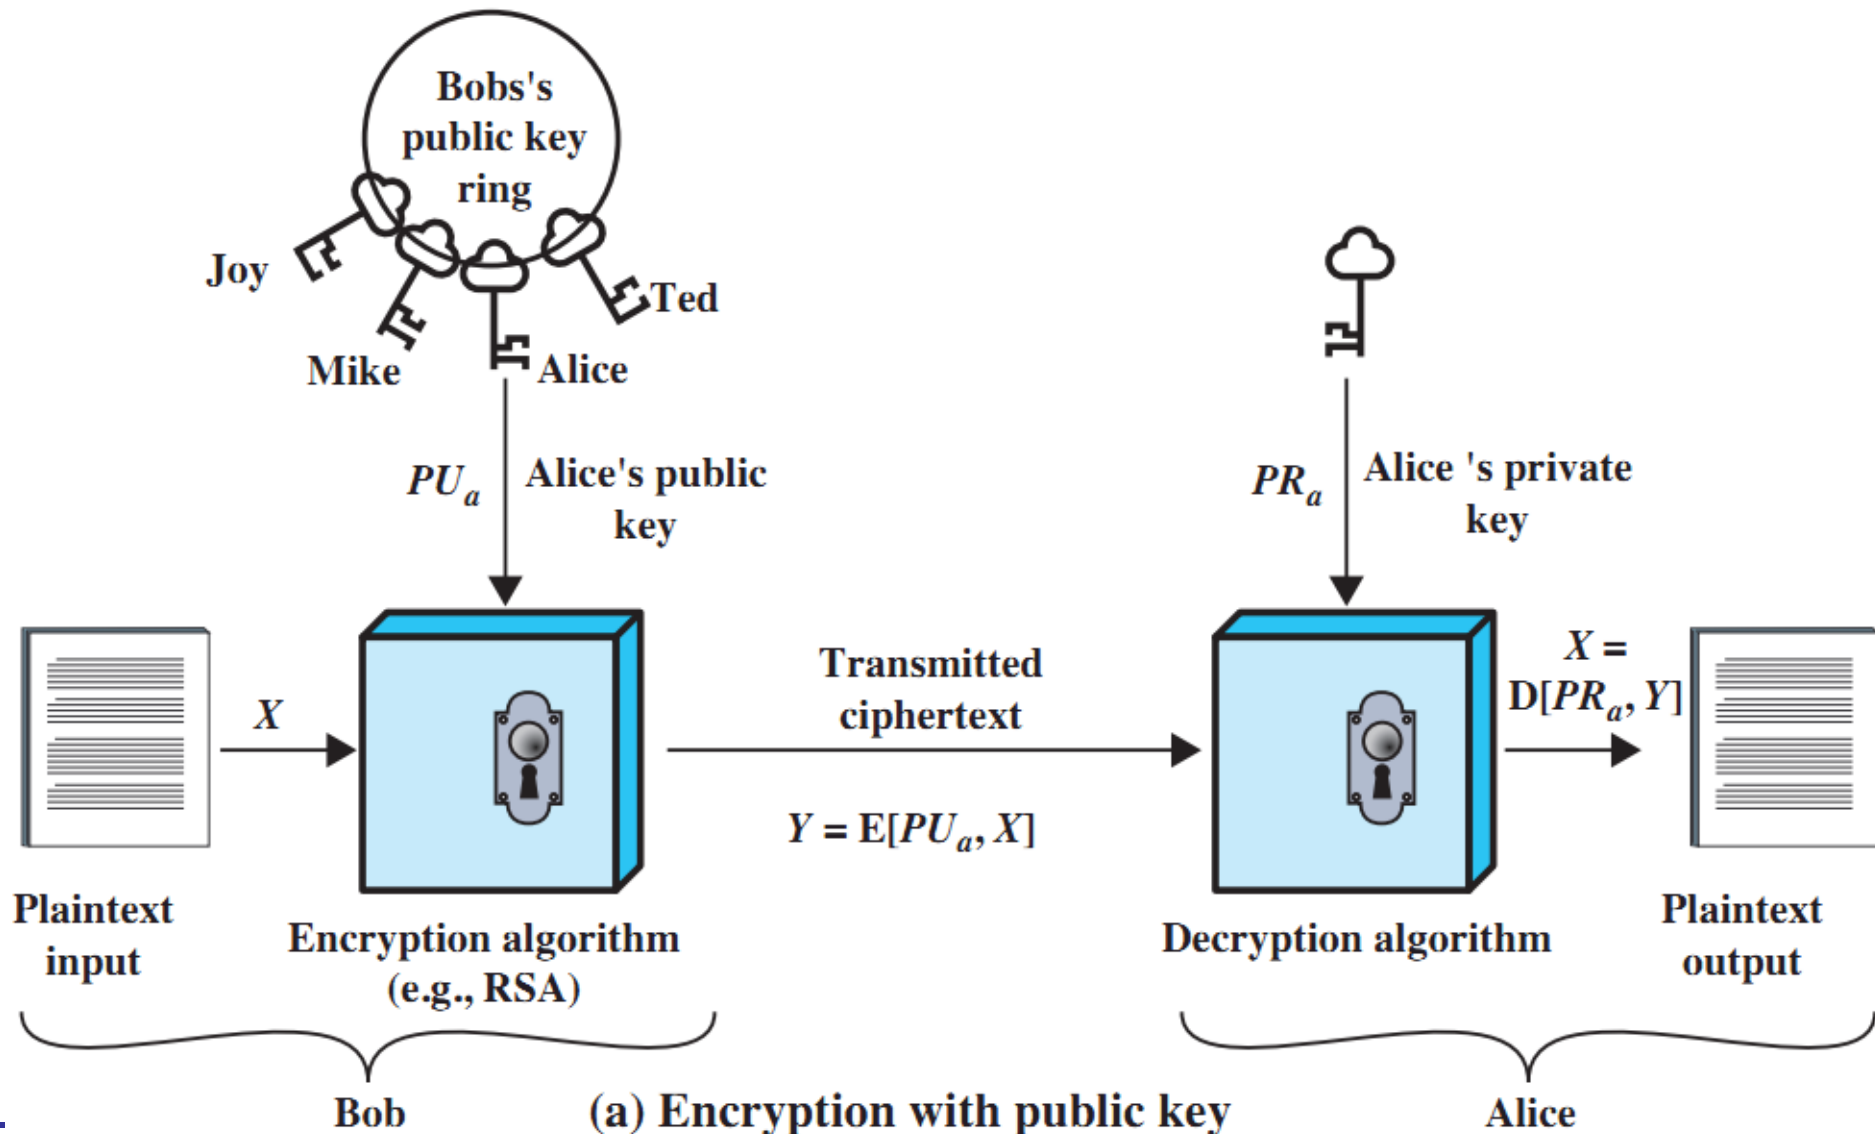 Bobs's
public key
ring
Joy
Ted
Mike
Alice
PUa
Alice's public
key
PRa
Alice 's private
key
X
Transmitted
ciphertext
Y = E[PUa, X]
X =
D[PRa, Y]
Plaintext
input
Encryption algorithm
(e.g., RSA)
Decryption algorithm
Plaintext
output
Bob
(a) Encryption with public key
Alice